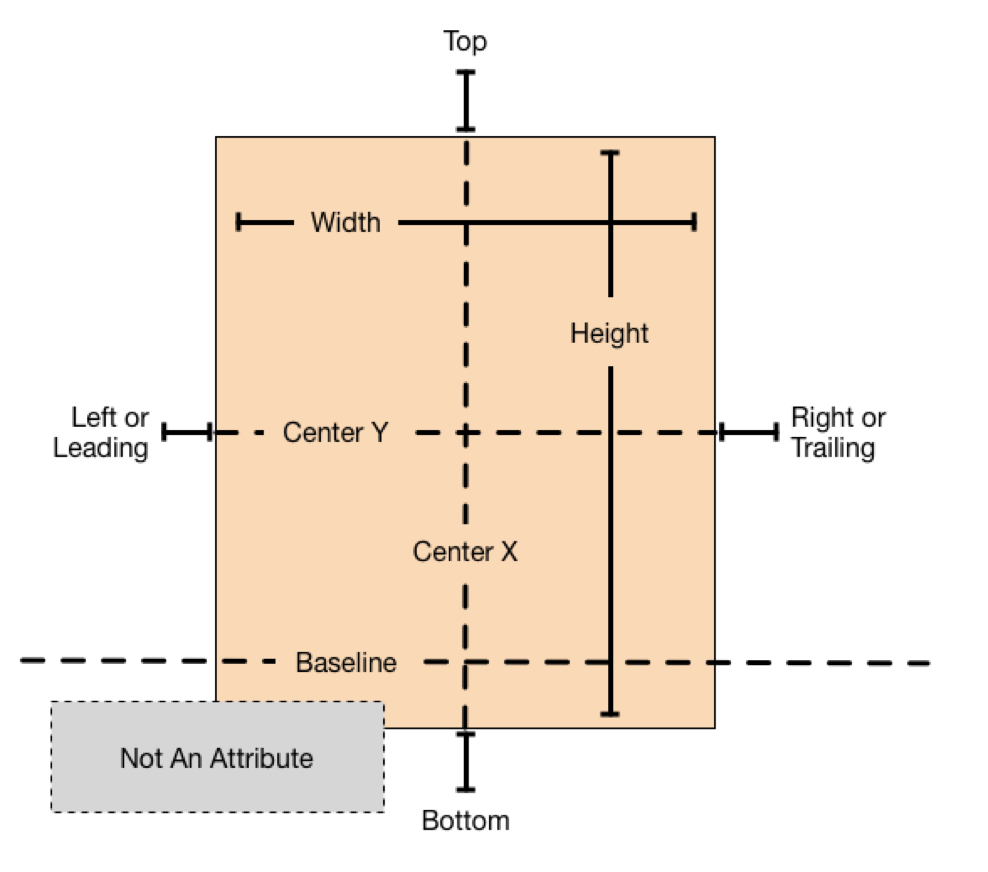 Top
Width
Height
Left or
Leading
Center Y
Right or
Trailing
Center X
Baseline
Not An Attribute
Bottom